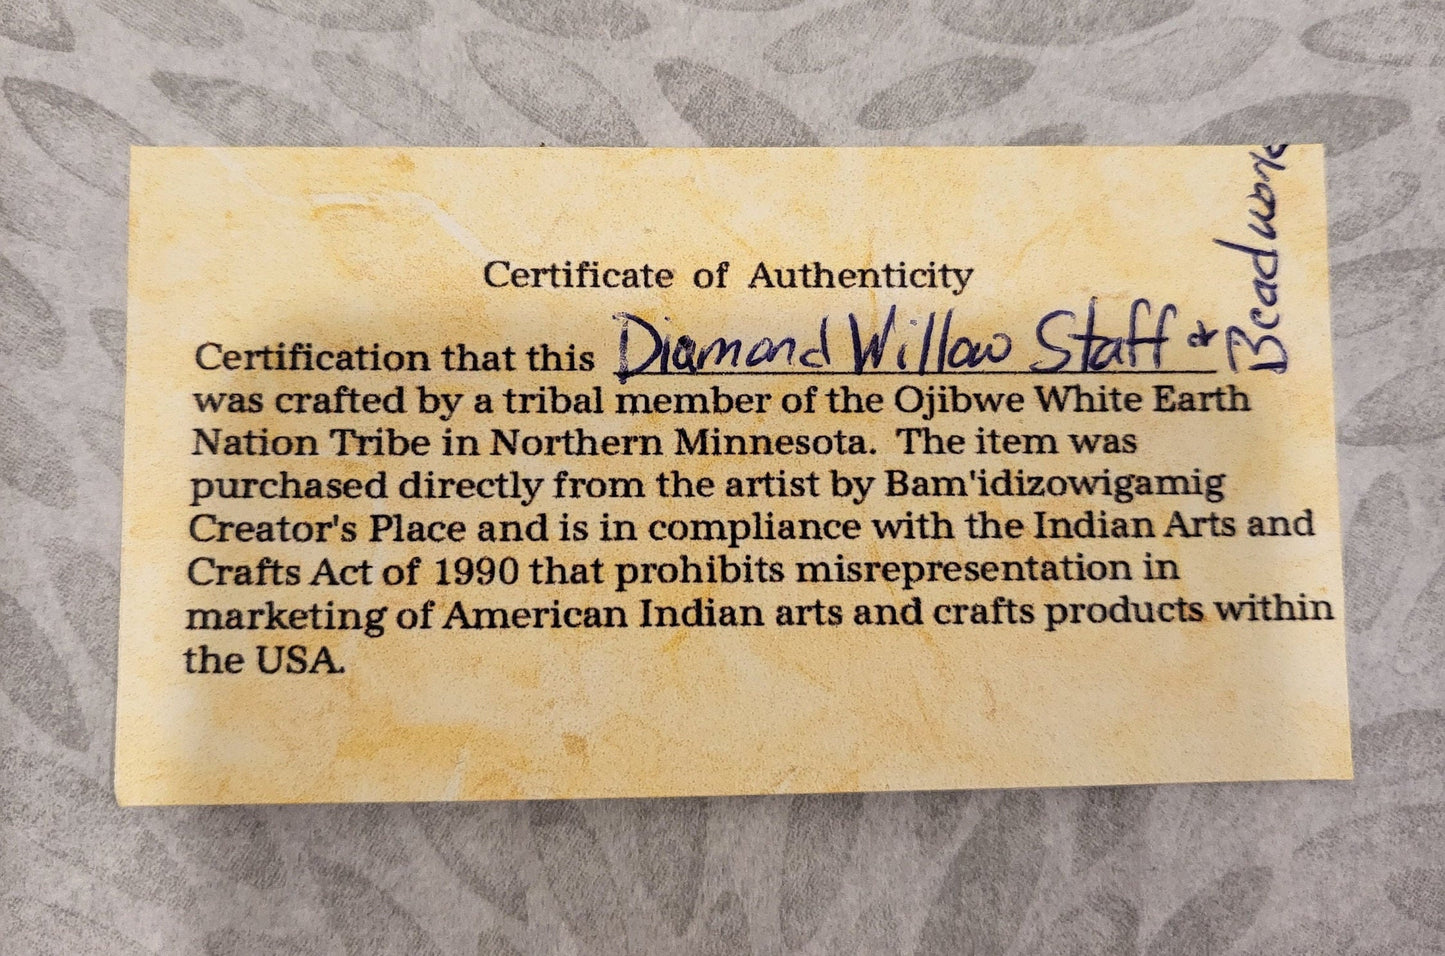 Certificate of Authenticity
Certification that this Diamond Willow Staff & Beadwork
was crafted by a tribal member of the Ojibwe White Earth
Nation Tribe in Northern Minnesota. The item was
purchased directly from the artist by Bam'idizowigamig
Creator's Place and is in compliance with the Indian Arts and
Crafts Act of 1990 that prohibits misrepresentation in
marketing of American Indian arts and crafts products within
the USA.